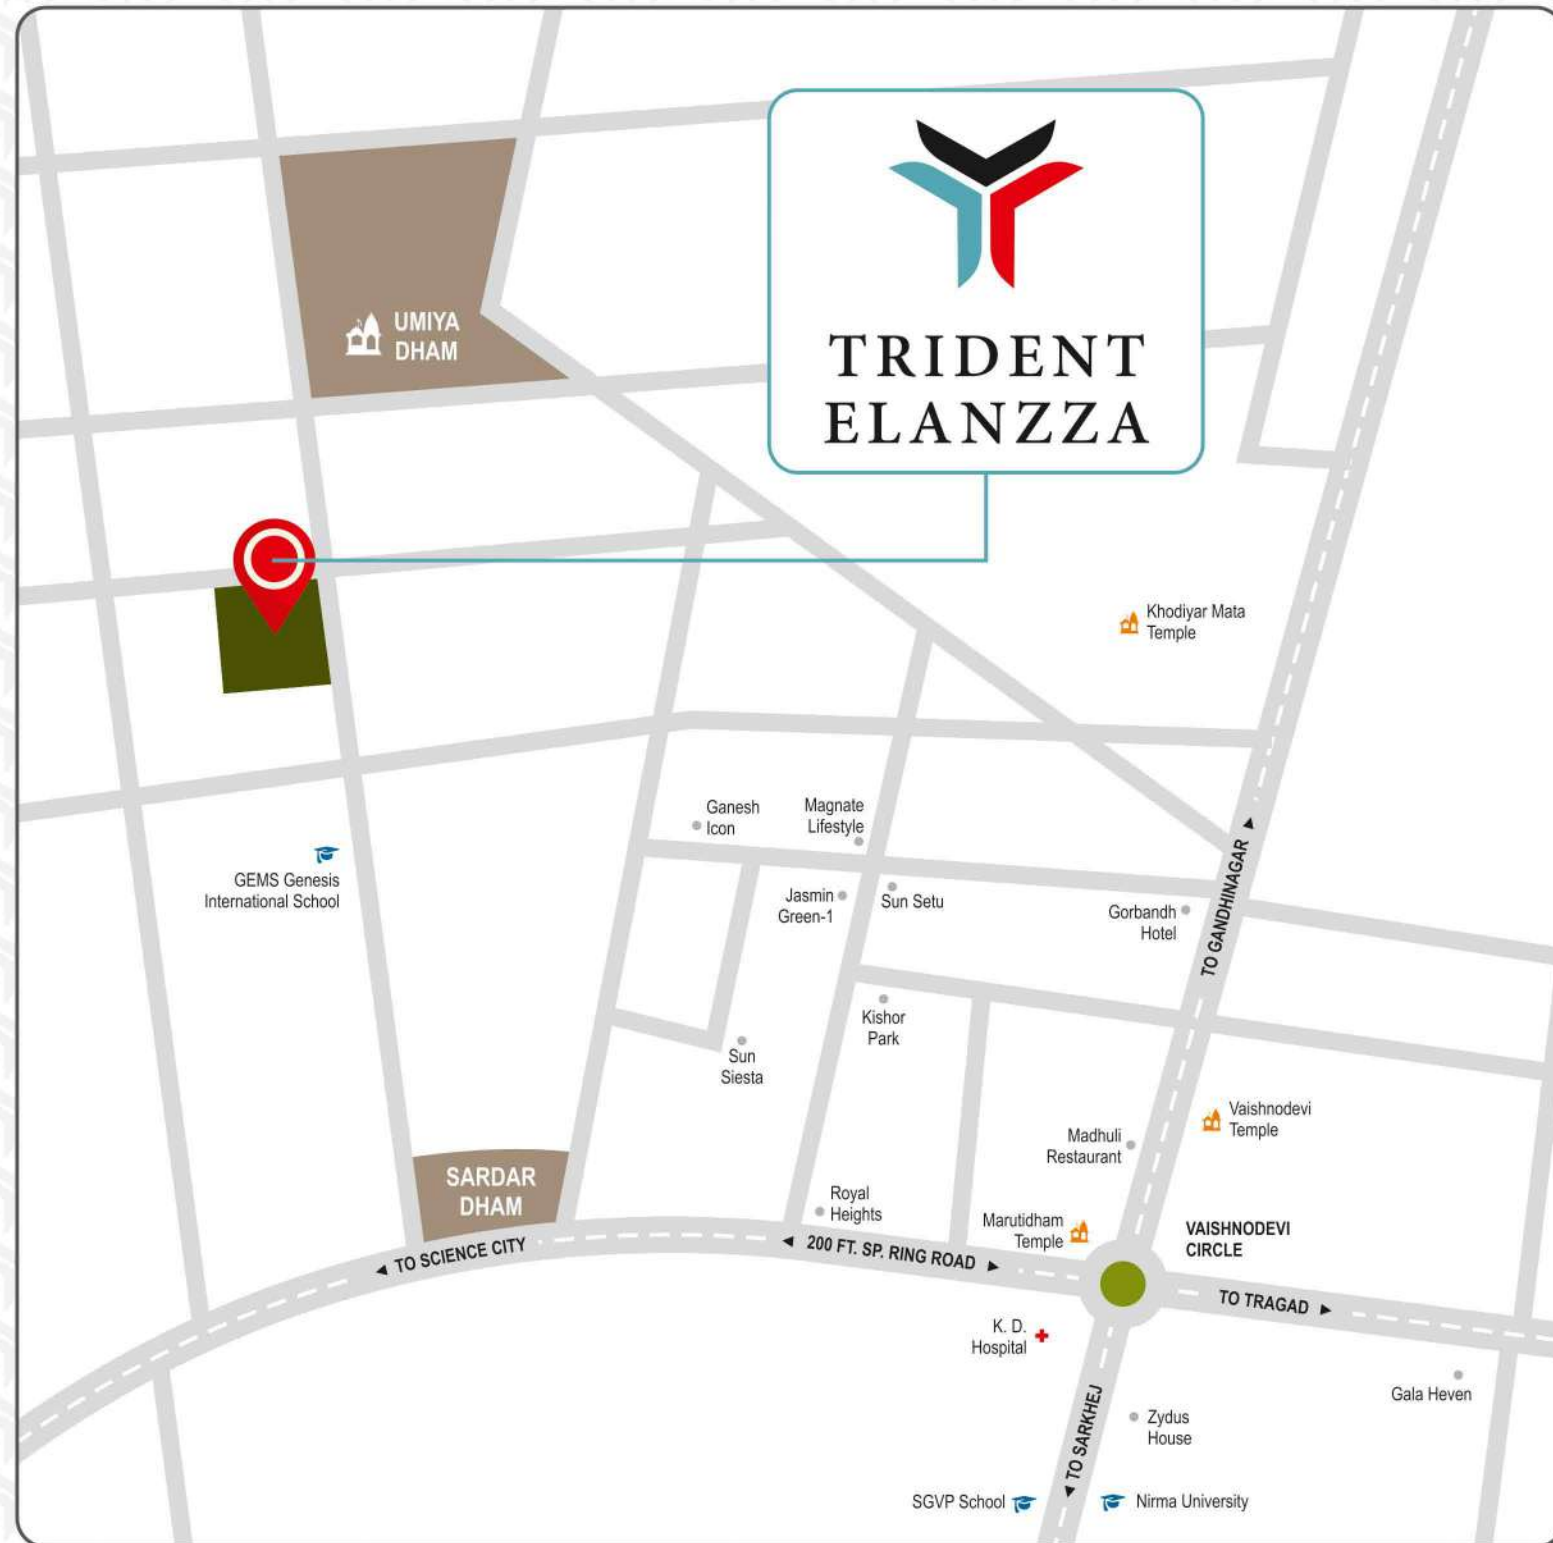 TRIDENT
ELANZZA
UMIYA
DHAM
Khodiyar Mata
Temple
Ganesh
Icon
Magnate
Lifestyle
GEMS Genesis
International School
Jasmin
Green-1
Sun Setu
Gorbandh
Hotel
TO GANDHINAGAR
Kishor
Park
Sun
Siesta
Vaishnodevi
Temple
Madhuli
Restaurant
SARDAR
DHAM
Royal
Heights
Marutidham
Temple
VAISHNODEVI
CIRCLE
TO SCIENCE CITY
200 FT. SP. RING ROAD
TO TRAGAD
K. D.
Hospital
Gala Heven
TO SARKHEJ
Zydus
House
SGVP School
Nirma University